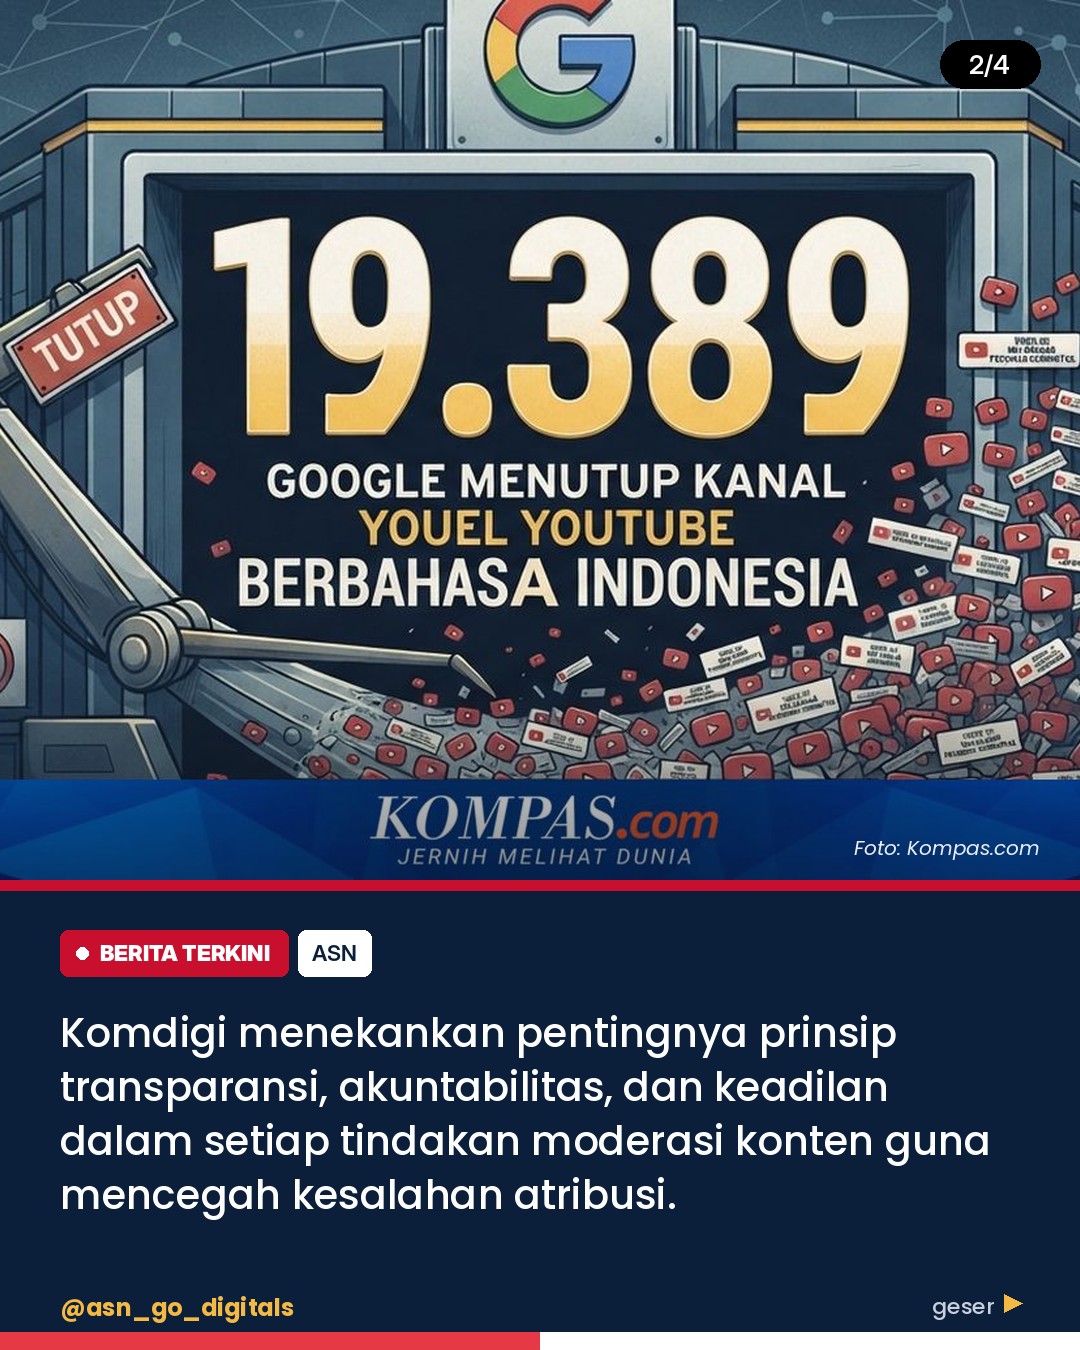 2/4
TUTUP
19.389
GOOGLE MENUTUP KANAL
YOUEL YOUTUBE
BERBAHASA INDONESIA
KOMPAS.com
JERNIH MELIHAT DUNIA
Foto: Kompas.com
BERITA TERKINI
ASN
Komdigi menekankan pentingnya prinsip
transparansi, akuntabilitas, dan keadilan
dalam setiap tindakan moderasi konten guna
mencegah kesalahan atribusi.
@asn_go_digitals
geser